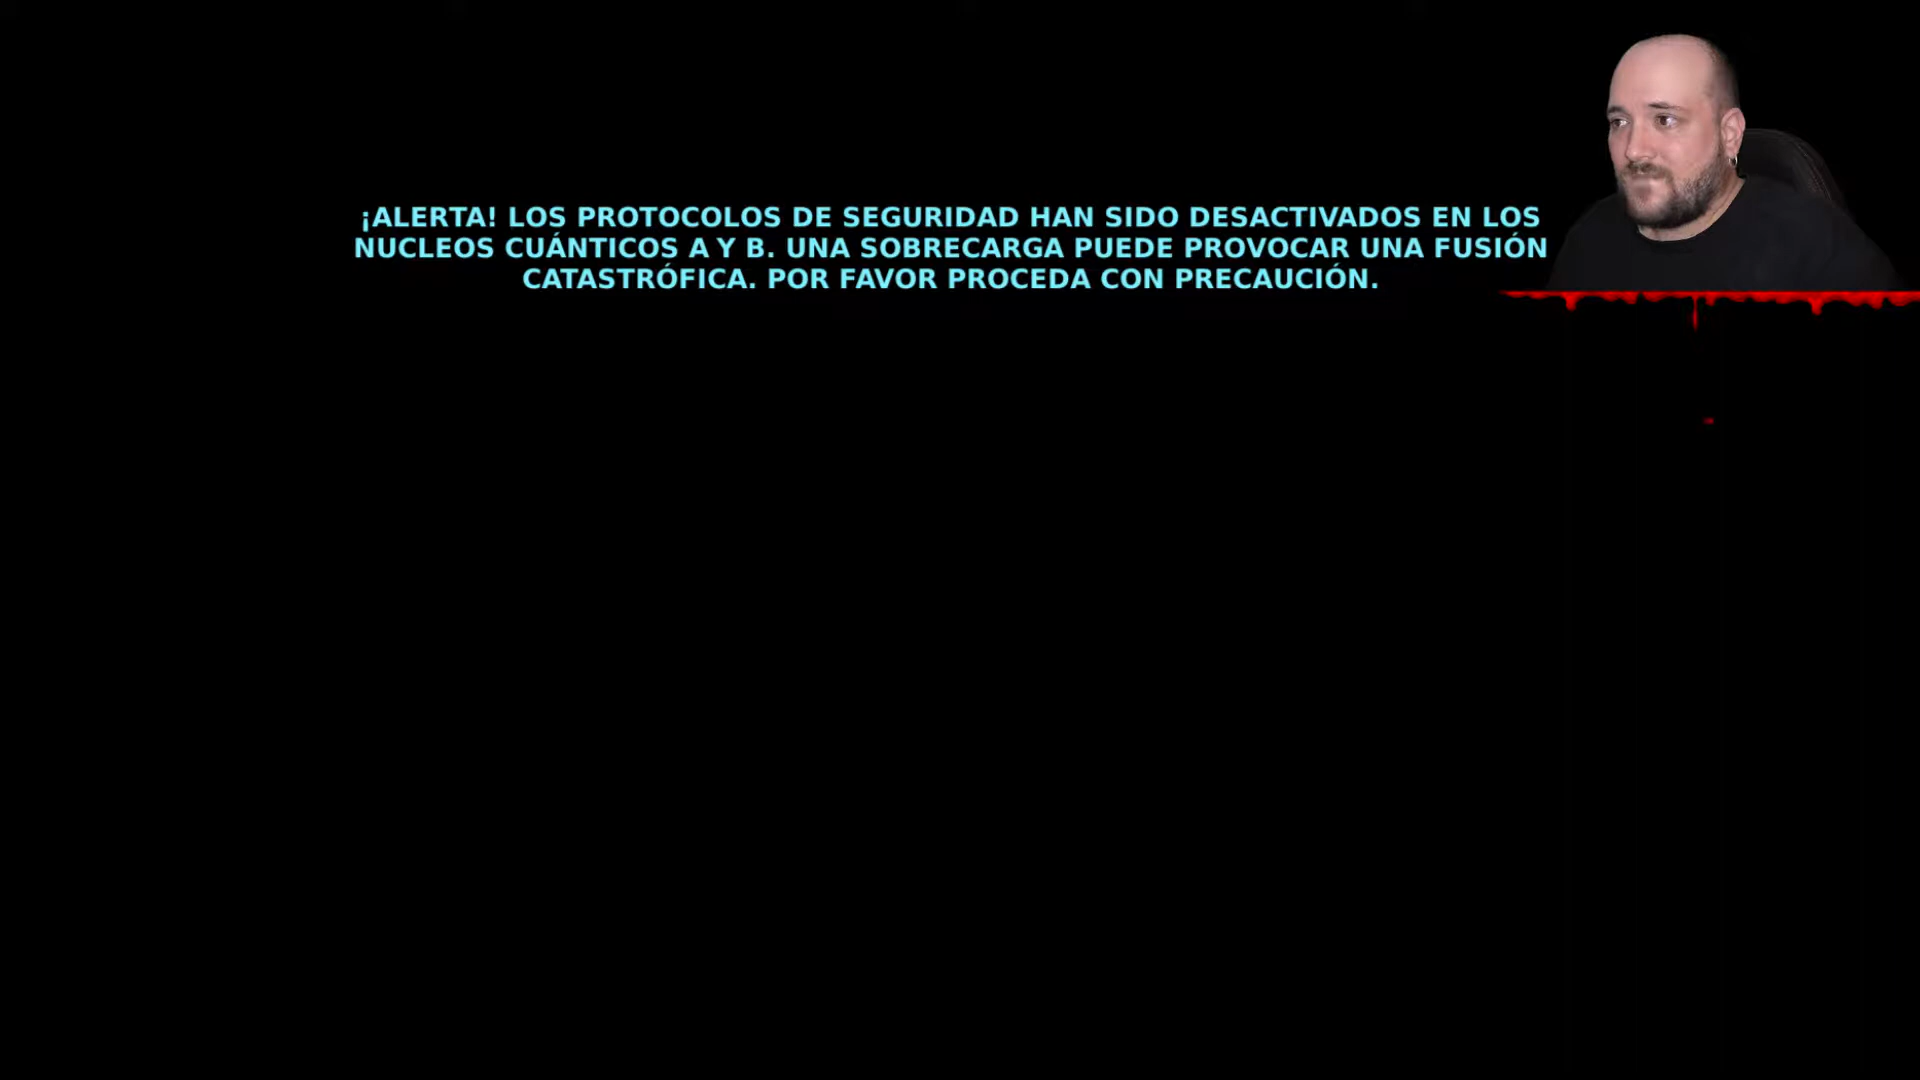 ¡ALERTA! LOS PROTOCOLOS DE SEGURIDAD HAN SIDO DESACTIVADOS EN LOS
NUCLEOS CUÁNTICOS A Y B. UNA SOBRECARGA PUEDE PROVOCAR UNA FUSIÓN
CATASTRÓFICA. POR FAVOR PROCEDA CON PRECAUCIÓN.